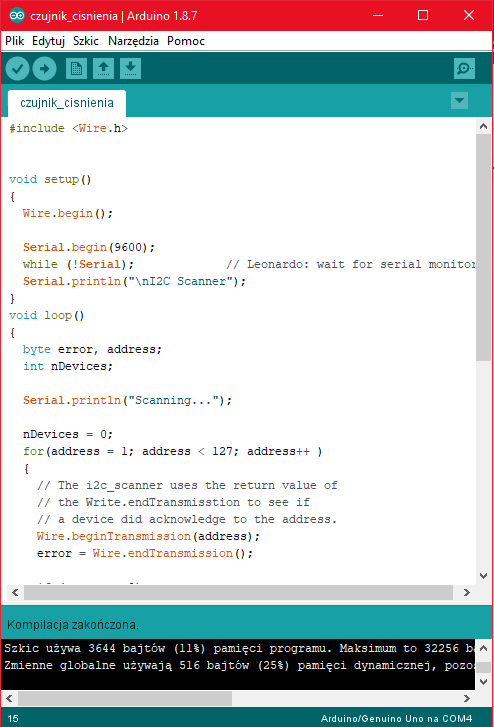 czujnik_cisnienia | Arduino 1.8.7
Plik Edytuj Szkic Narzędzia Pomoc
czujnik_cisnienia
#include <Wire.h>
void setup()
{
Wire.begin();
Serial.begin(9600);
while (!Serial); // Leonardo: wait for serial monitor
Serial.println("\nI2C Scanner");
}
void loop()
{
byte error, address;
int nDevices;
Serial.println("Scanning...");
nDevices = 0;
for(address = 1; address < 127; address++ )
{
// The i2c_scanner uses the return value of
// the Write.endTransmisstion to see if
// a device did acknowledge to the address.
Wire.beginTransmission(address);
error = Wire.endTransmission();
Kompilacja zakończona.
Szkic używa 3644 bajtów (11%) pamięci programu. Maksimum to 32256
Zmienne globalne używają 516 bajtów (25%) pamięci dynamicznej,
15 Arduino/Genuino Uno na COM4